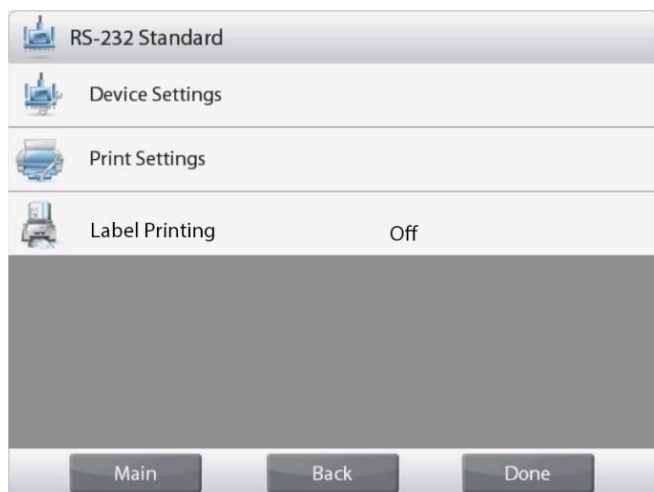 RS-232 Standard
Device Settings
Print Settings
Label Printing Off
Main Back Done